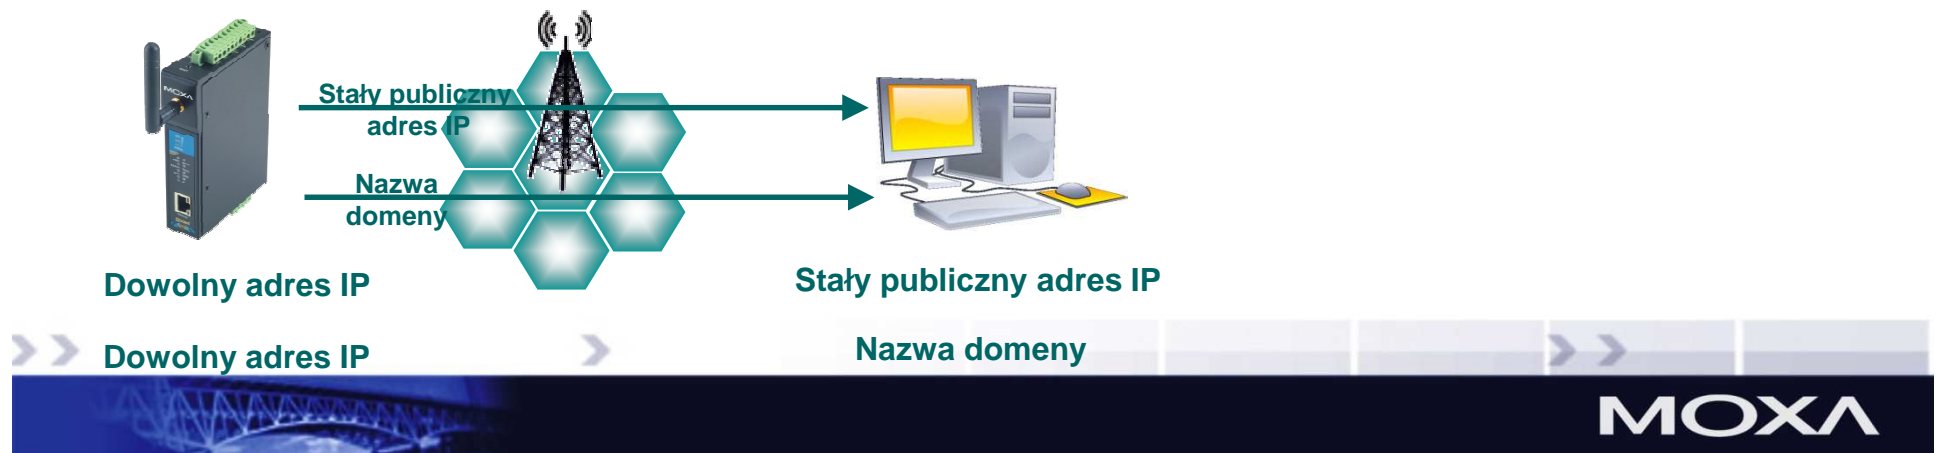 MOXA
Stały publiczny
adres IP
Nazwa
domeny
Dowolny adres IP
Stały publiczny adres IP
Dowolny adres IP
Nazwa domeny
MOXA